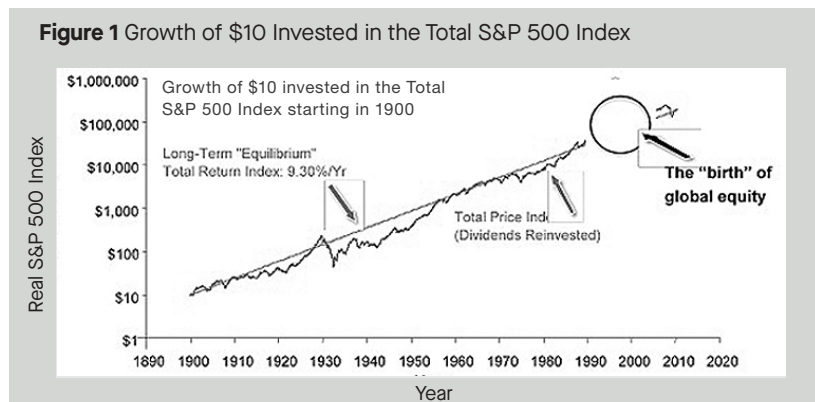 Figure 1 Growth of $10 Invested in the Total S&P 500 Index
$1,000,000
$100,000
$10,000
$1,000
$100
$10
$1
Real S&P 500 Index
Growth of $10 invested in the Total
S&P 500 Index starting in 1900
Long-Term "Equilibrium"
Total Return Index: 9.30%/Yr
Total Price
(Dividends Reinvested)
The "birth" of
global equity
1890 1900 1910 1920 1930 1940 1950 1960 1970 1980 1990 2000 2010 2020
Year